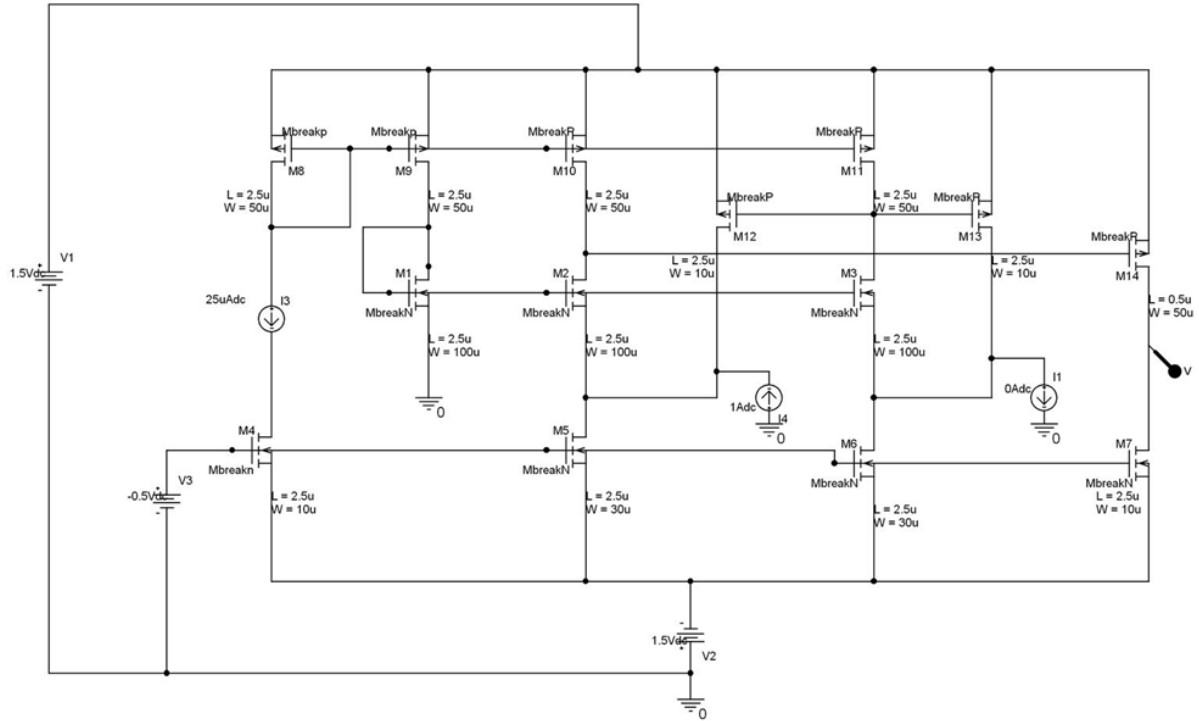 Mbreakp
M8
L = 2.5u
W = 50u
Mbreakp
M9
L = 2.5u
W = 50u
MbreakP
M10
L = 2.5u
W = 50u
MbreakP
M11
L = 2.5u
W = 50u
MbreakP
M12
L = 2.5u
W = 10u
MbreakP
M13
L = 2.5u
W = 10u
MbreakP
M14
L = 0.5u
W = 50u
V
V1
1.5Vdc
+
-
25uAdc
I3
M1
MbreakN
L = 2.5u
W = 100u
0
M2
MbreakN
L = 2.5u
W = 100u
M3
MbreakN
L = 2.5u
W = 100u
1Adc
I4
0
0Adc
I1
0
M4
Mbreakn
L = 2.5u
W = 10u
M5
MbreakN
L = 2.5u
W = 30u
M6
MbreakN
L = 2.5u
W = 30u
M7
MbreakN
L = 2.5u
W = 10u
+
-0.5Vdc
-
V3
-
1.5Vdc
+
V2
0